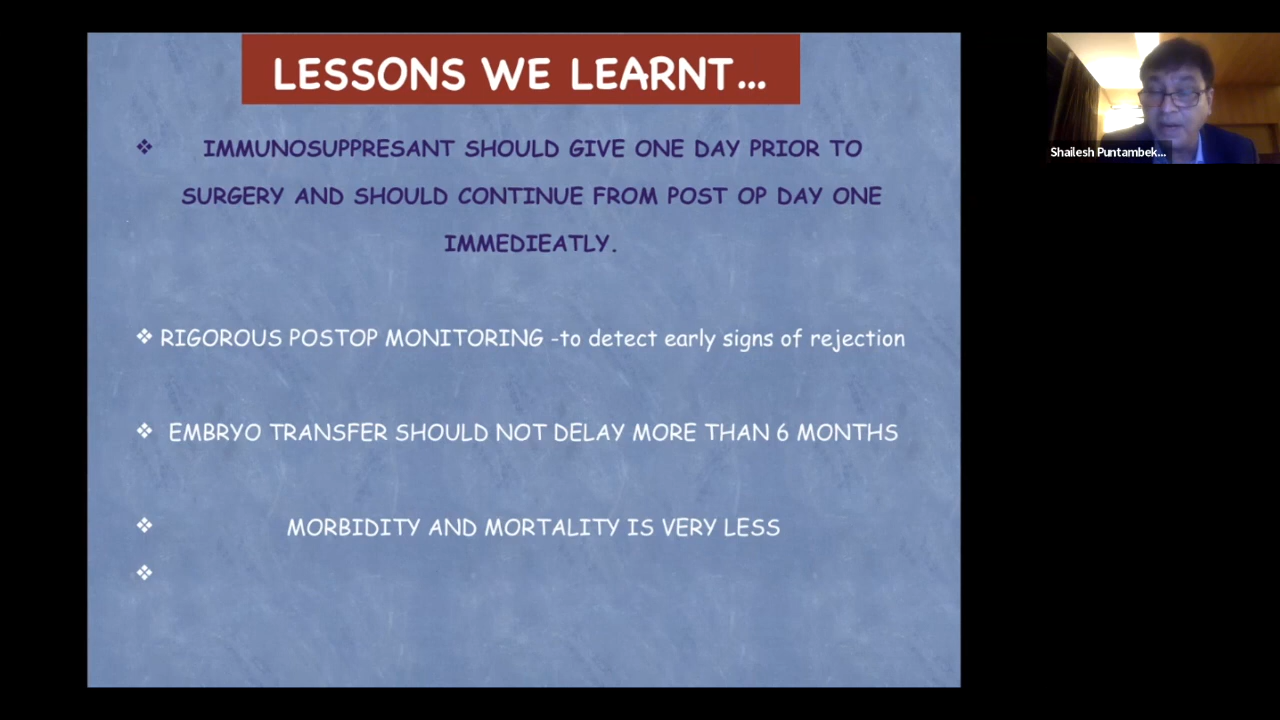 LESSONS WE LEARNT...
❖ IMMUNOSUPPRESANT SHOULD GIVE ONE DAY PRIOR TO
SURGERY AND SHOULD CONTINUE FROM POST OP DAY ONE
IMMEDIEATLY.
❖ RIGOROUS POSTOP MONITORING -to detect early signs of rejection
❖ EMBRYO TRANSFER SHOULD NOT DELAY MORE THAN 6 MONTHS
❖ MORBIDITY AND MORTALITY IS VERY LESS
❖
Shailesh Puntambek...